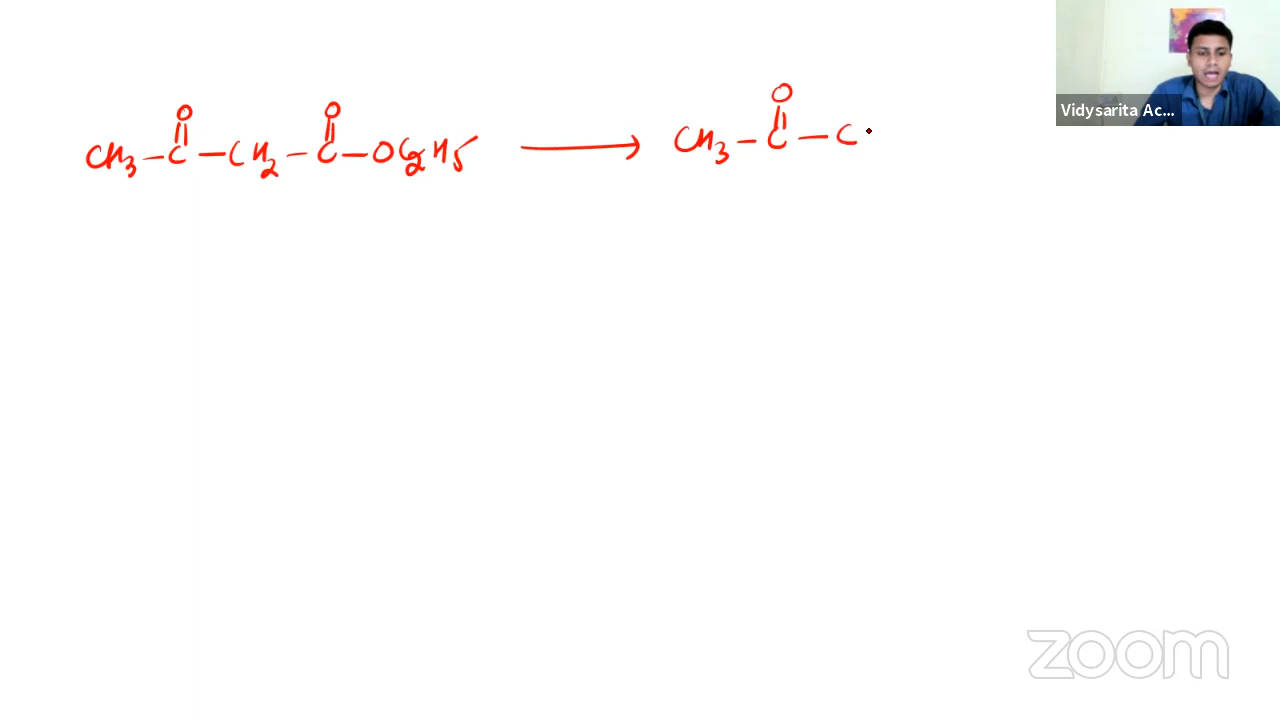 O O O
CH3 - C - CH2 - C - OC2H5 ⟶ CH3 - C - C
Vidysarita Ac...
zoom